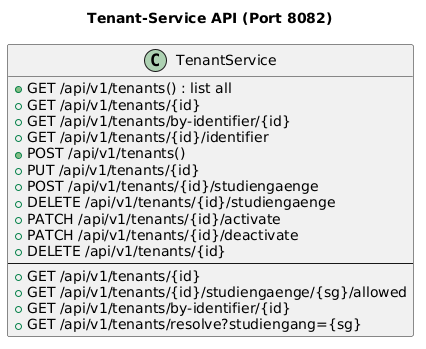 Tenant-Service API (Port 8082)
C TenantService
GET /api/v1/tenants() : list all
GET /api/v1/tenants/{id}
GET /api/v1/tenants/by-identifier/{id}
GET /api/v1/tenants/{id}/identifier
POST /api/v1/tenants()
PUT /api/v1/tenants/{id}
POST /api/v1/tenants/{id}/studiengaenge
DELETE /api/v1/tenants/{id}/studiengaenge
PATCH /api/v1/tenants/{id}/activate
PATCH /api/v1/tenants/{id}/deactivate
DELETE /api/v1/tenants/{id}
GET /api/v1/tenants/{id}
GET /api/v1/tenants/{id}/studiengaenge/{sg}/allowed
GET /api/v1/tenants/by-identifier/{id}
GET /api/v1/tenants/resolve?studiengang={sg}